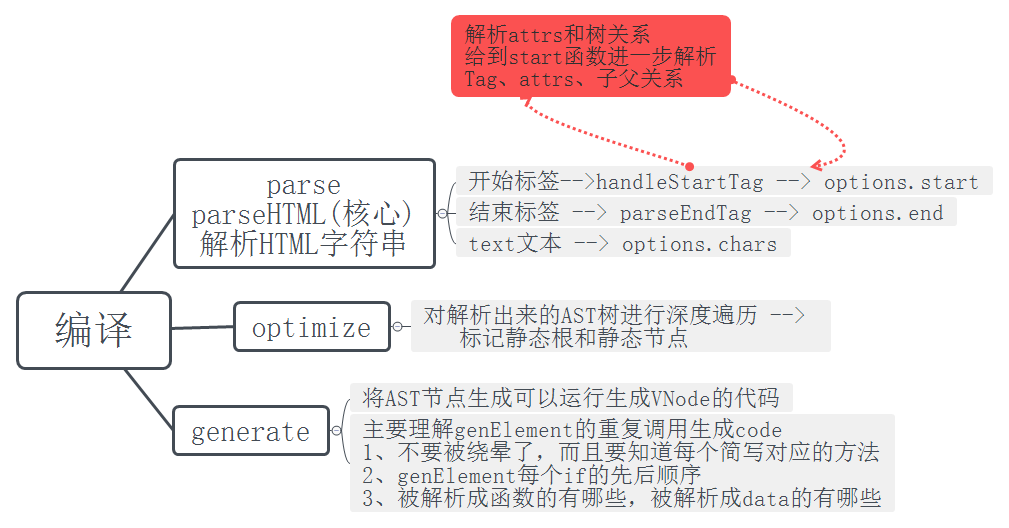 解析attrs和树关系
给到start函数进一步解析
Tag、attrs、子父关系
parse
parseHTML(核心)
解析HTML字符串
开始标签-->handleStartTag --> options.start
结束标签 --> parseEndTag --> options.end
text文本 --> options.chars
编译
optimize
对解析出来的AST树进行深度遍历 -->
标记静态根和静态节点
generate
将AST节点生成可以运行生成VNode的代码
主要理解genElement的重复调用生成code
1、不要被绕晕了，而且要知道每个简写对应的方法
2、genElement每个if的先后顺序
3、被解析成函数的有哪些，被解析成data的有哪些